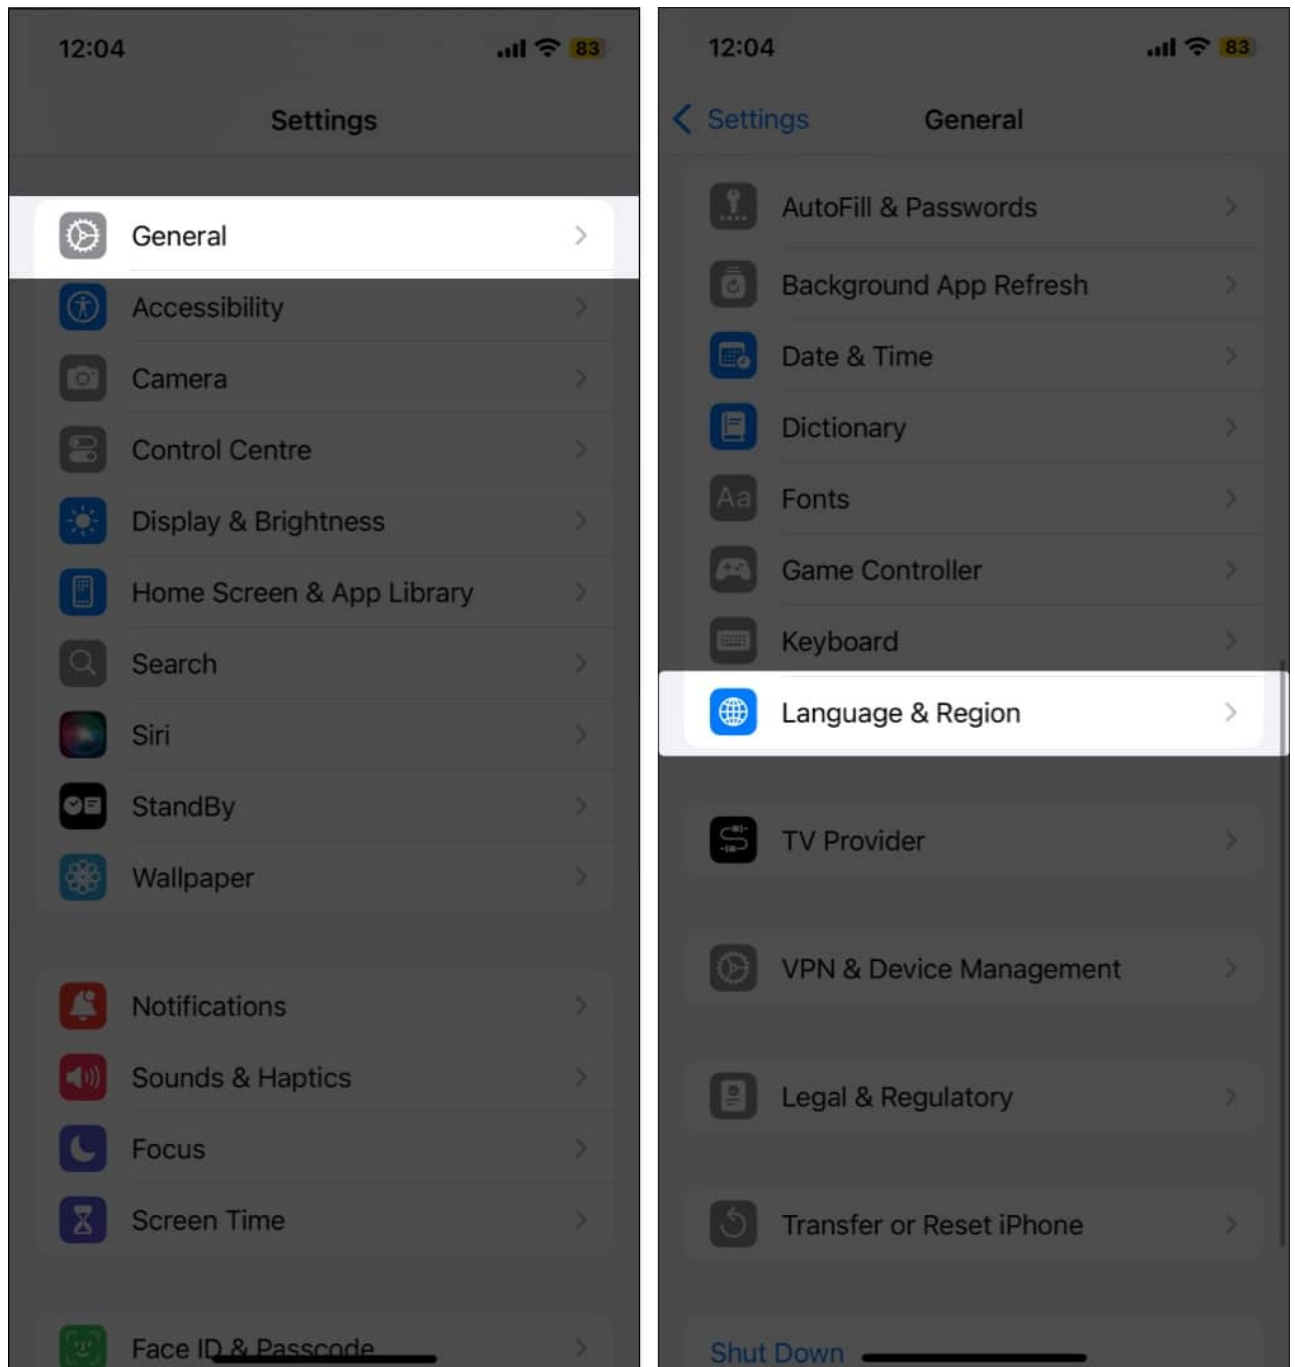 12:04
83
Settings
General
Accessibility
Camera
Control Centre
Display & Brightness
Home Screen & App Library
Search
Siri
StandBy
Wallpaper
Notifications
Sounds & Haptics
Focus
Screen Time
Face ID & Passcode
12:04
83
Settings
General
AutoFill & Passwords
Background App Refresh
Date & Time
Dictionary
Aa
Fonts
Game Controller
Keyboard
Language & Region
TV Provider
VPN & Device Management
Legal & Regulatory
Transfer or Reset iPhone
Shut Down